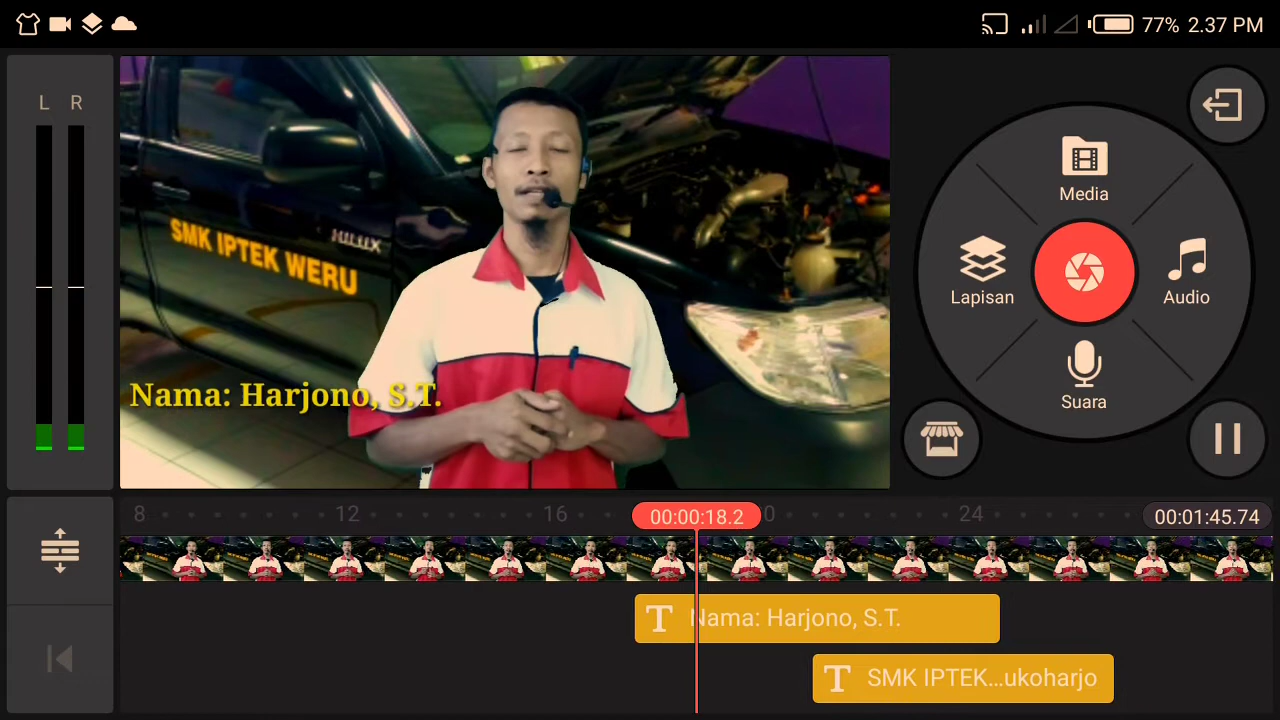 77% 2.37 PM
L R
HILUX
SMK IPTEK WERU
Nama: Harjono, S.T.
Media
Lapisan
Audio
Suara
8 12 16 00:00:18.2 0 24 00:01:45.74
Nama: Harjono, S.T.
SMK IPTEK...ukoharjo